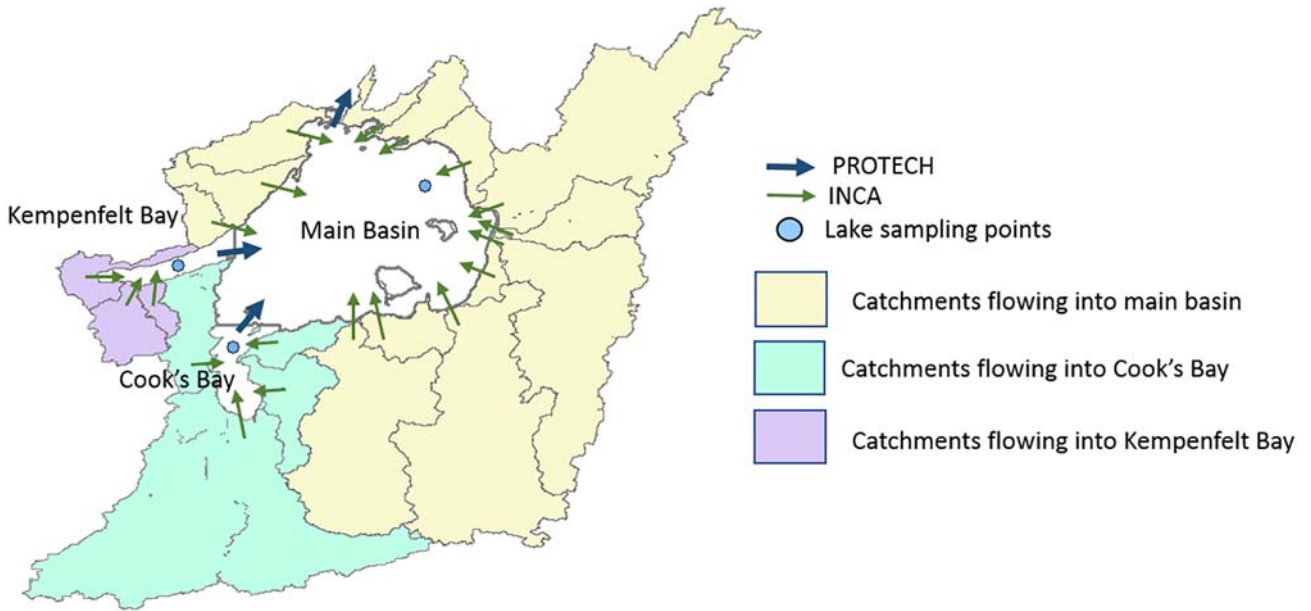 PROTECH
INCA
Lake sampling points
Kempenfelt Bay
Main Basin
Cook's Bay
Catchments flowing into main basin
Catchments flowing into Cook's Bay
Catchments flowing into Kempenfelt Bay